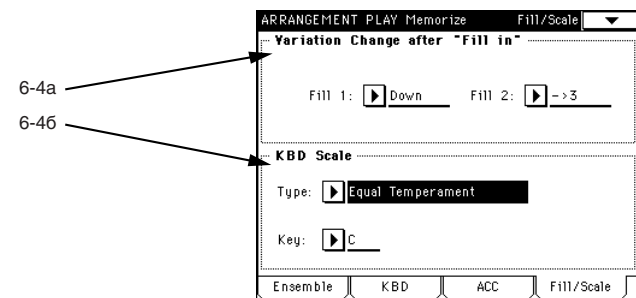 ARRANGEMENT PLAY Memorize Fill/Scale
Variation Change after "Fill in"
6-4a
Fill 1: Down Fill 2: ->3
6-4б
KBD Scale
Type: Equal Temperament
Key: C
Ensemble KBD ACC Fill/Scale